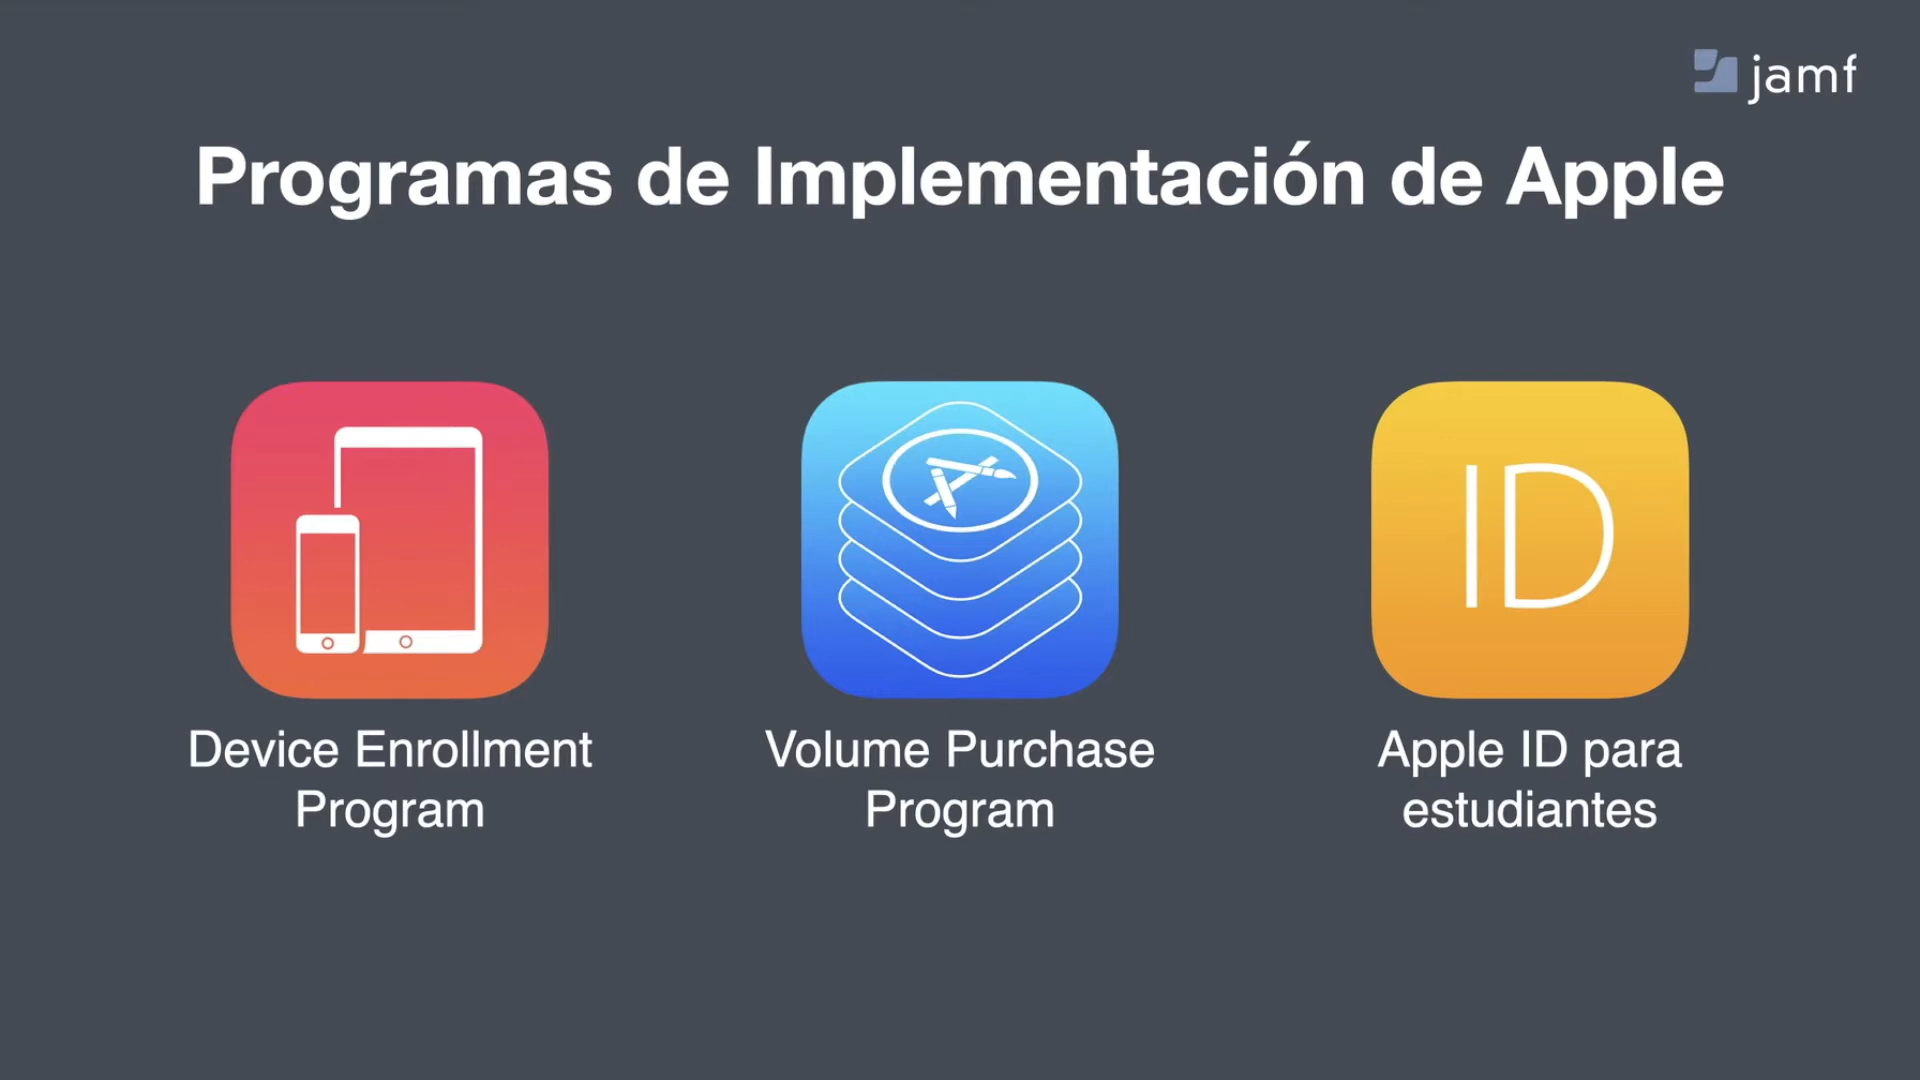 jamf
Programas de Implementación de Apple
ID
Device Enrollment
Program
Volume Purchase
Program
Apple ID para
estudiantes